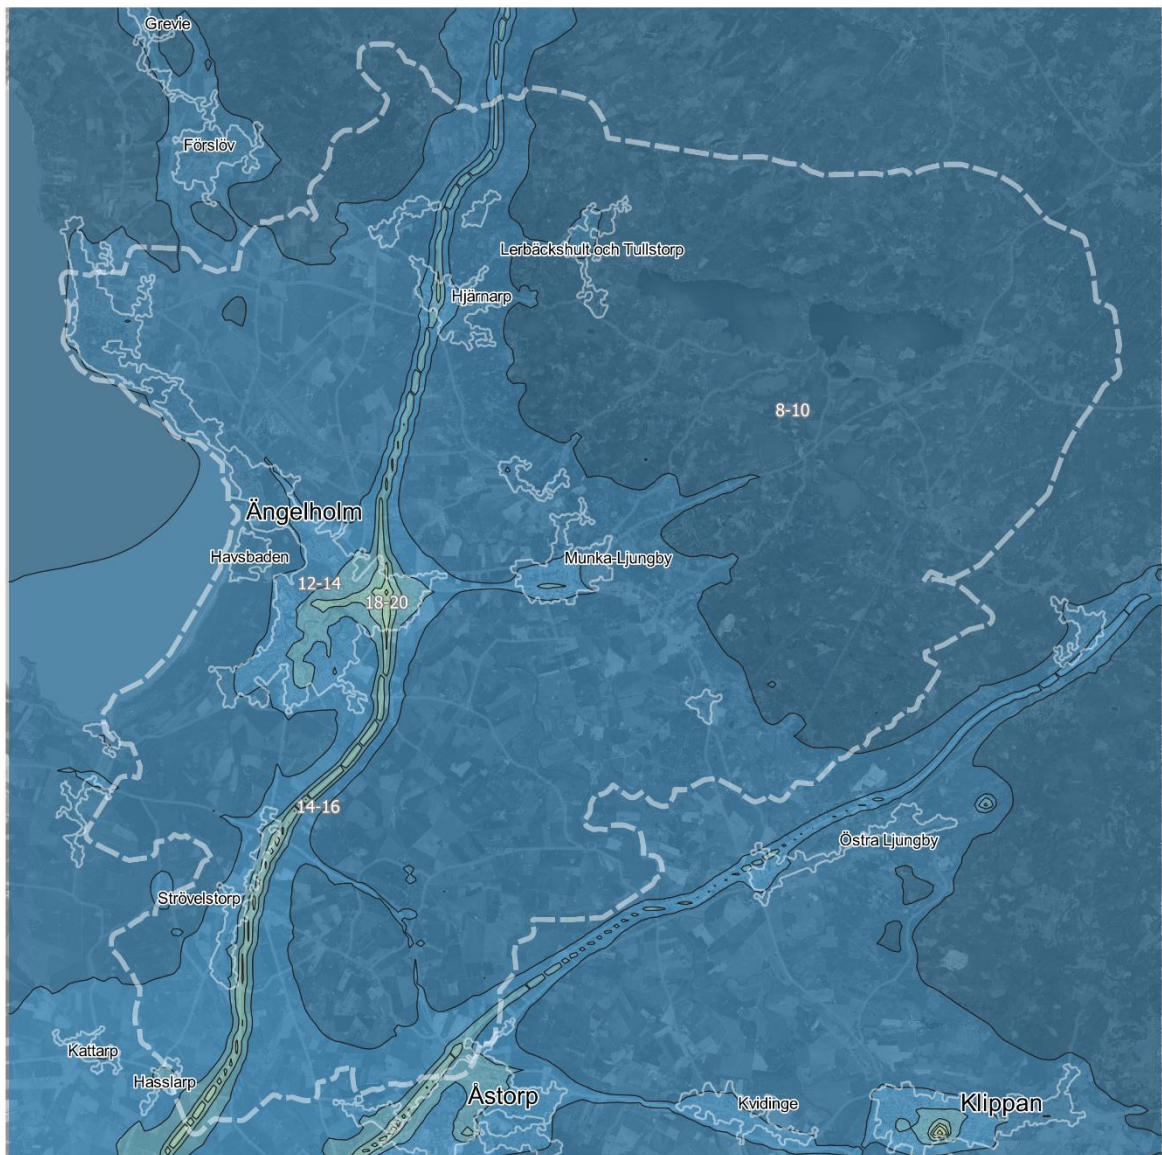 Grevie
Förslöv
Lerbäckshult och Tullstorp
Hjärnarp
8-10
Ängelholm
Havsbaden
Munka-Ljungby
12-14
18-20
14-16
Östra Ljungby
Strövelstorp
Kattarp
Hasslarp
Åstorp
Kvidinge
Klippan